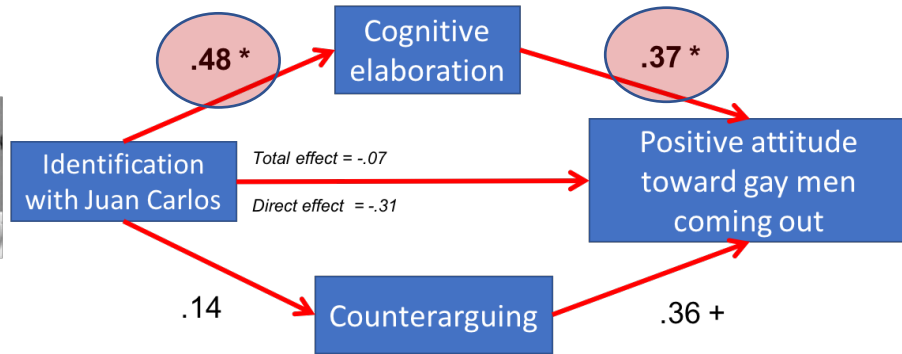 Cognitive
elaboration
.48 *
.37 *
Identification
with Juan Carlos
Total effect = -.07
Direct effect = -.31
Positive attitude
toward gay men
coming out
.14
Counterarguing
.36 +